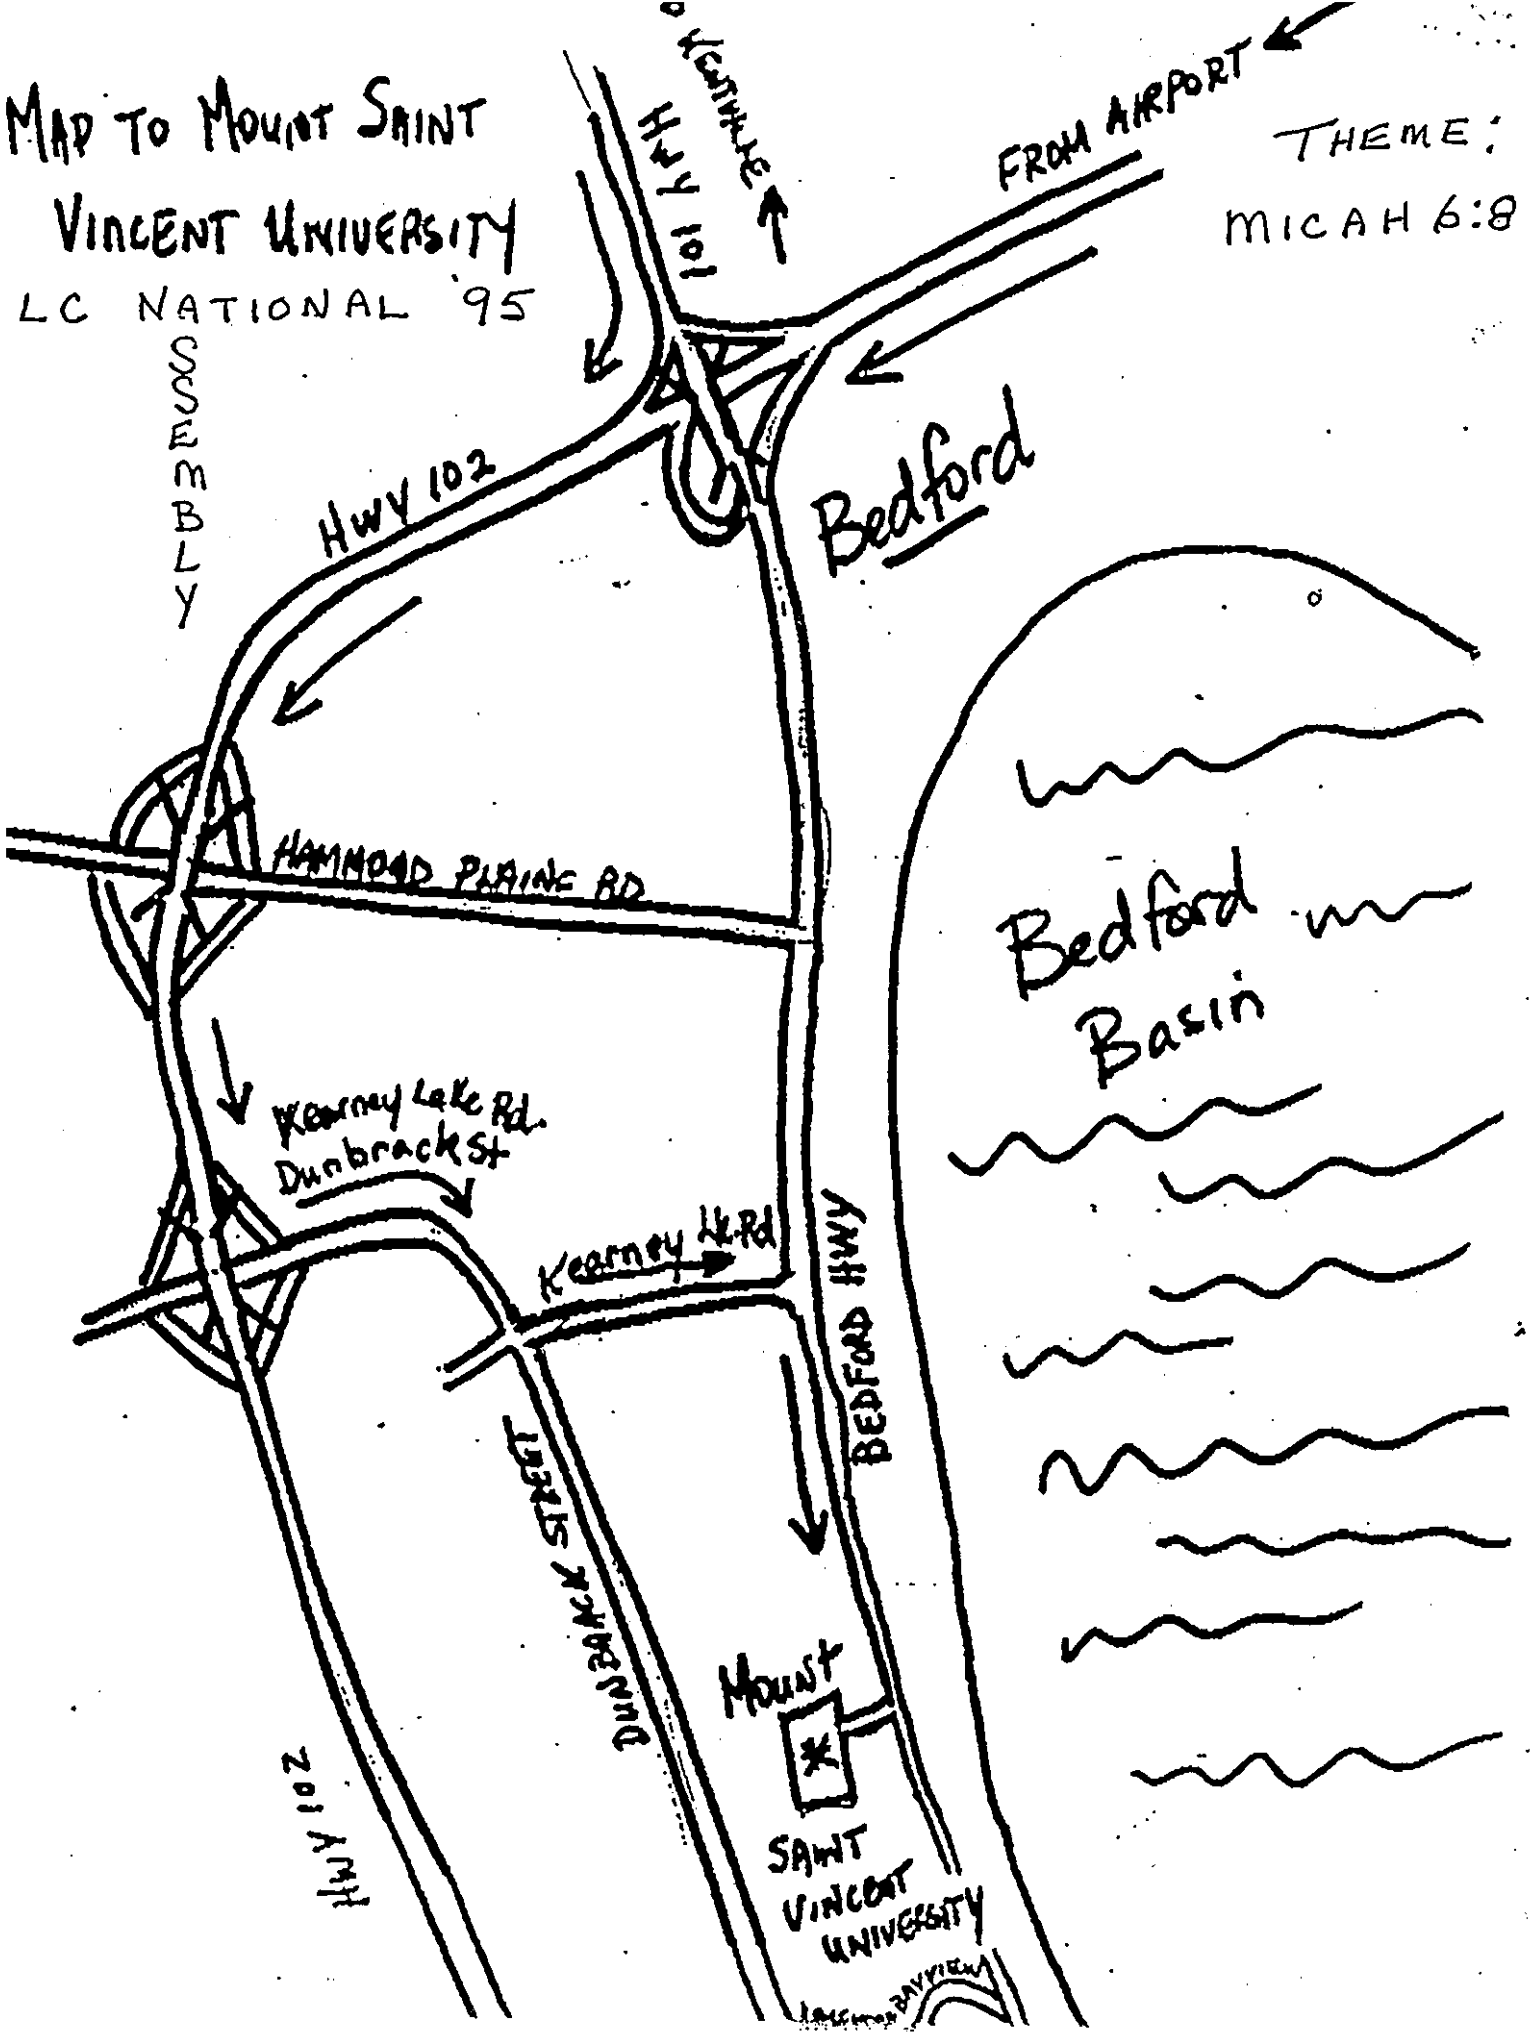 MAP TO MOUNT SAINT
VINCENT UNIVERSITY
LC NATIONAL '95
ASSEMBLY
HWY 101
FROM AIRPORT
THEME:
MICAH 6:8
HWY 102
Bedford
HAMMOND PLAINS RD
Bedford
Basin
Kearney Lake Rd.
Dunbrack St
Kearney Lk. Rd
BEDFORD HWY
DUNBRACK STREET
MOUNT
SAINT
VINCENT
UNIVERSITY
HWY 102
BAYVIEW